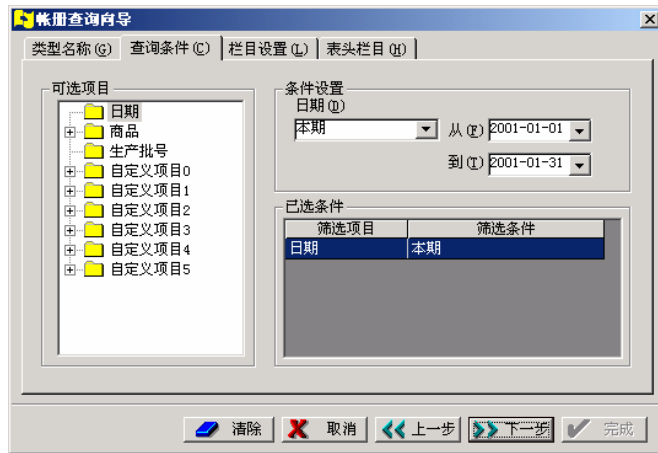 帐册查询向导
类型名称(G) 查询条件(C) 栏目设置(L) 表头栏目(H)
可选项目
日期
商品
生产批号
自定义项目0
自定义项目1
自定义项目2
自定义项目3
自定义项目4
自定义项目5
条件设置
日期(D)
本期 从(F) 2001-01-01
到(T) 2001-01-31
已选条件
筛选项目 筛选条件
日期 本期
清除 取消 上一步 下一步 完成